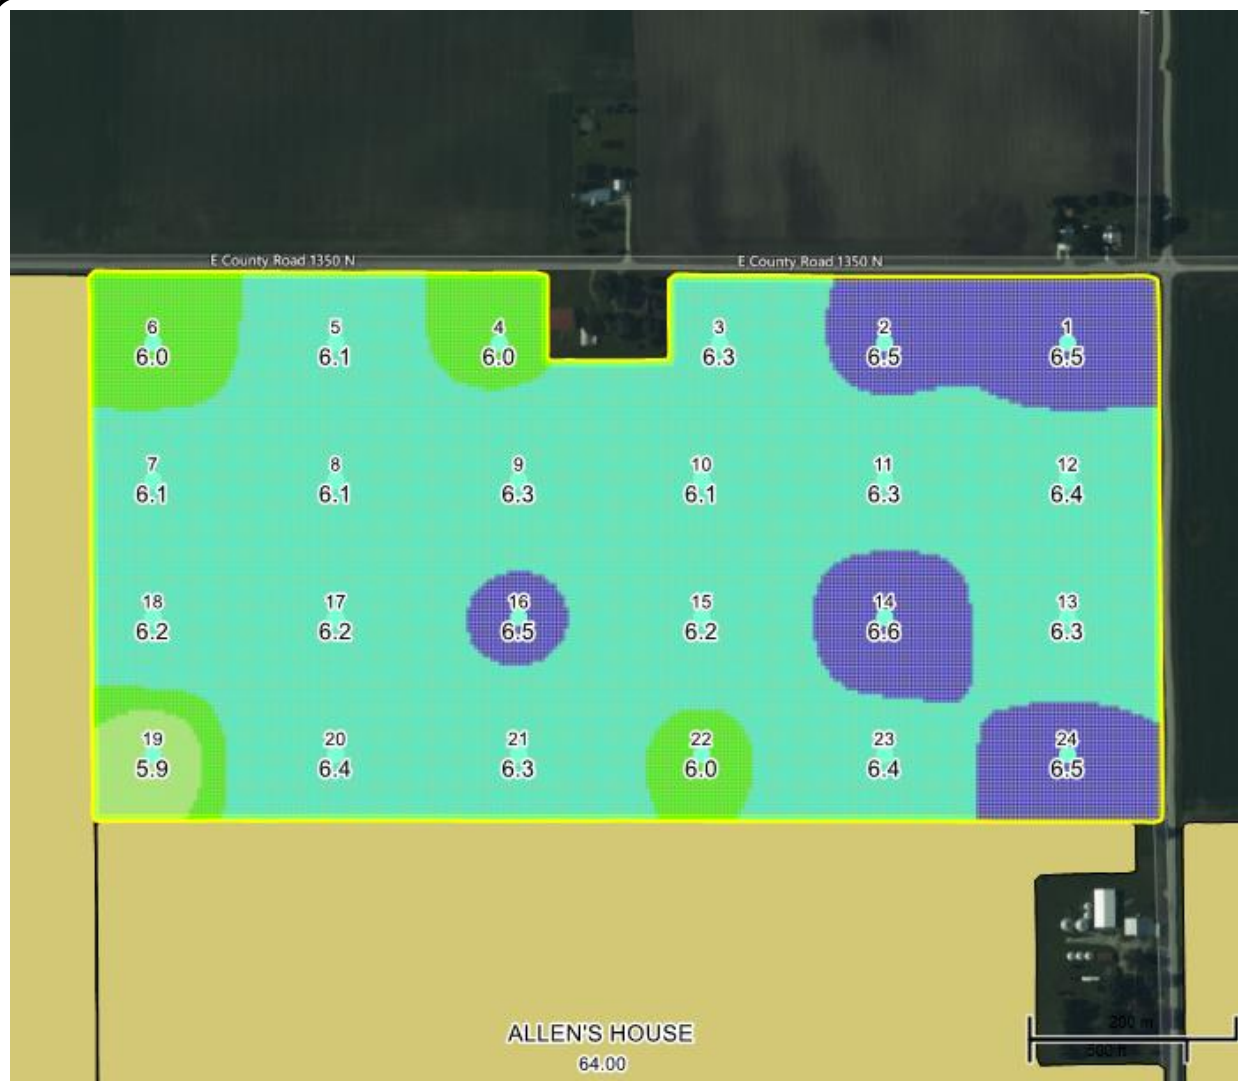 E County Road 1350 N E County Road 1350 N
6 5 4 3 2 1
6.0 6.1 6.0 6.3 6.5 6.5
7 8 9 10 11 12
6.1 6.1 6.3 6.1 6.3 6.4
18 17 16 15 14 13
6.2 6.2 6.5 6.2 6.6 6.3
19 20 21 22 23 24
5.9 6.4 6.3 6.0 6.4 6.5
ALLEN'S HOUSE
64.00
200 m
500 ft